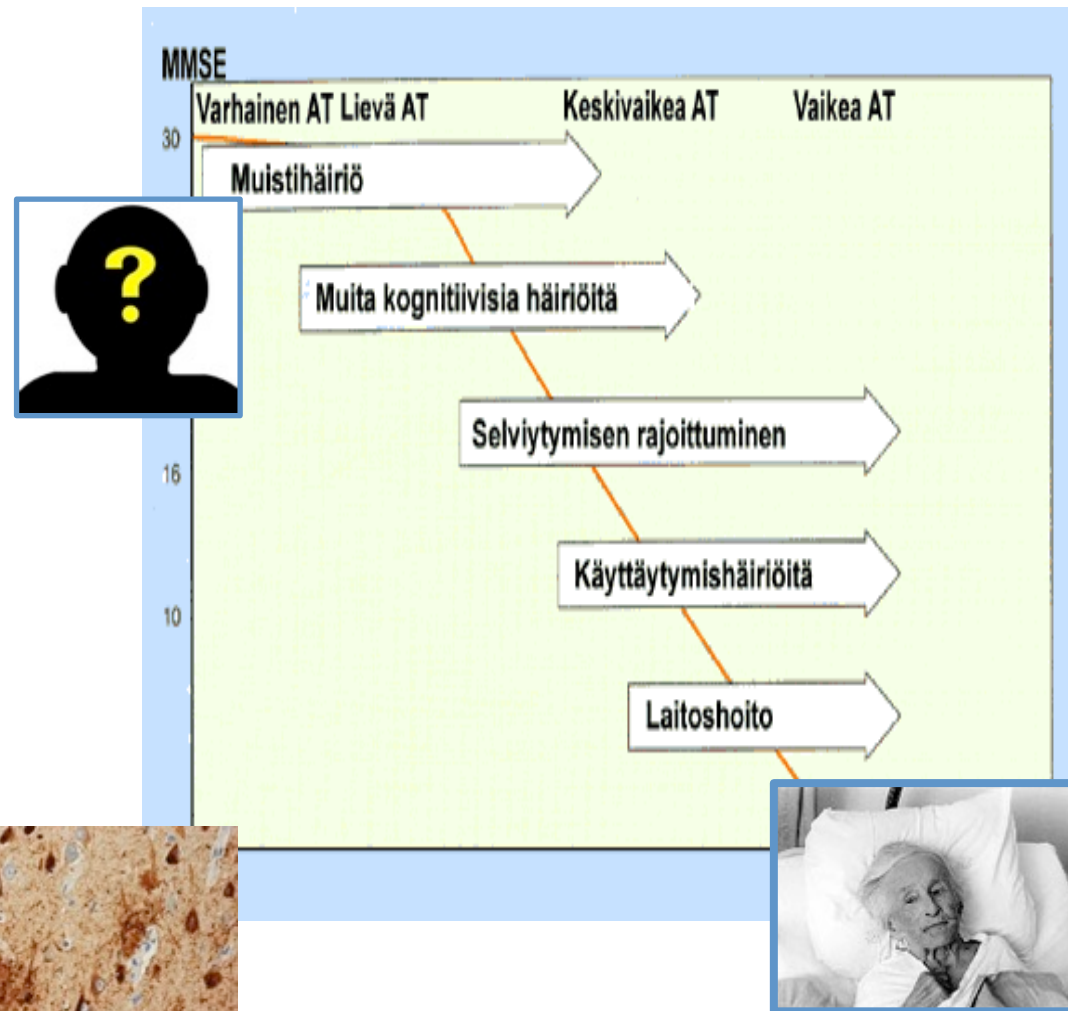 MMSE
Varhainen AT Lievä AT Keskivaikea AT Vaikea AT
30
Muistihäiriö
?
Muita kognitiivisia häiriöitä
Selviytymisen rajoittuminen
16
Käyttäytymishäiriöitä
10
Laitoshoito